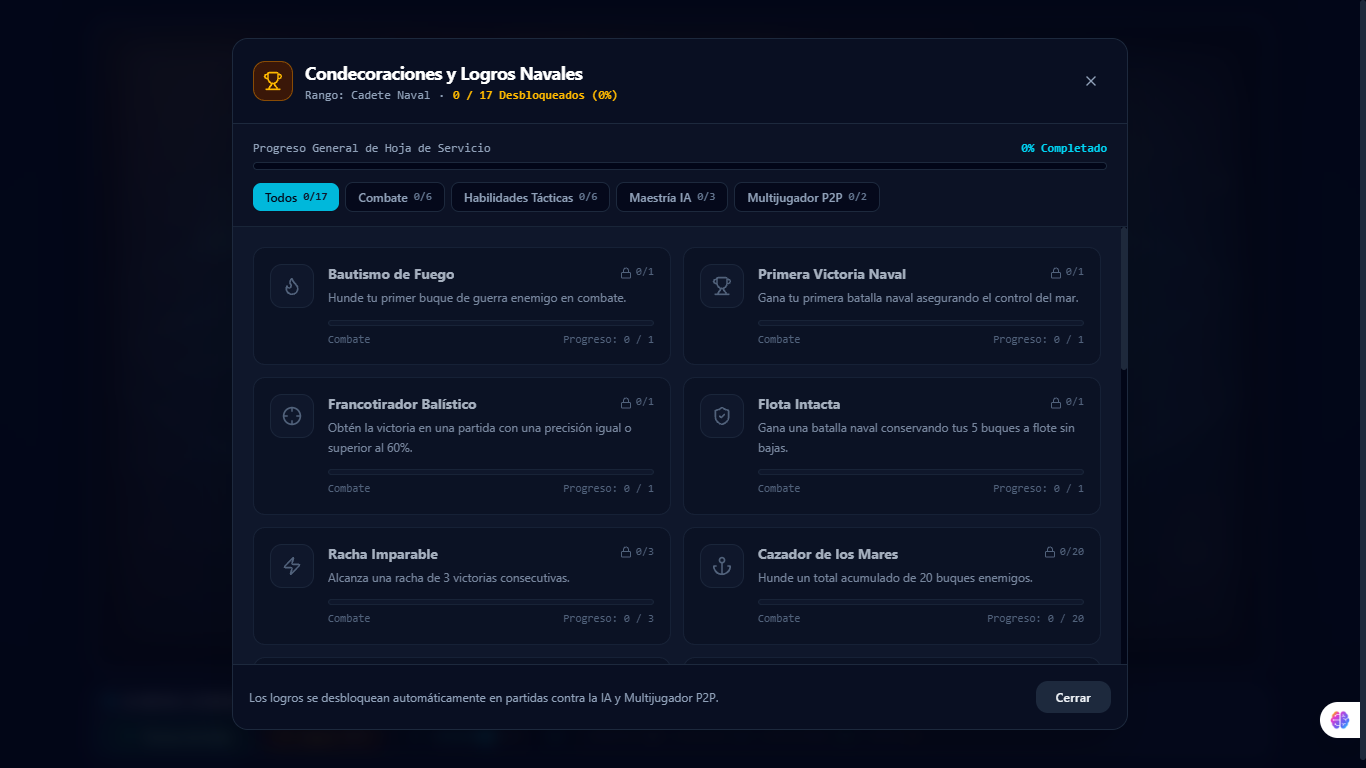 Condecoraciones y Logros Navales
Rango: Cadete Naval · 0 / 17 Desbloqueados (0%)
Progreso General de Hoja de Servicio
0% Completado
Todos 0/17
Combate 0/6
Habilidades Tácticas 0/6
Maestría IA 0/3
Multijugador P2P 0/2
Bautismo de Fuego
0/1
Hunde tu primer buque de guerra enemigo en combate.
Combate
Progreso: 0 / 1
Primera Victoria Naval
0/1
Gana tu primera batalla naval asegurando el control del mar.
Combate
Progreso: 0 / 1
Francotirador Balístico
0/1
Obtén la victoria en una partida con una precisión igual o
superior al 60%.
Combate
Progreso: 0 / 1
Flota Intacta
0/1
Gana una batalla naval conservando tus 5 buques a flote sin
bajas.
Combate
Progreso: 0 / 1
Racha Imparable
0/3
Alcanza una racha de 3 victorias consecutivas.
Combate
Progreso: 0 / 3
Cazador de los Mares
0/20
Hunde un total acumulado de 20 buques enemigos.
Combate
Progreso: 0 / 20
Los logros se desbloquean automáticamente en partidas contra la IA y Multijugador P2P.
Cerrar